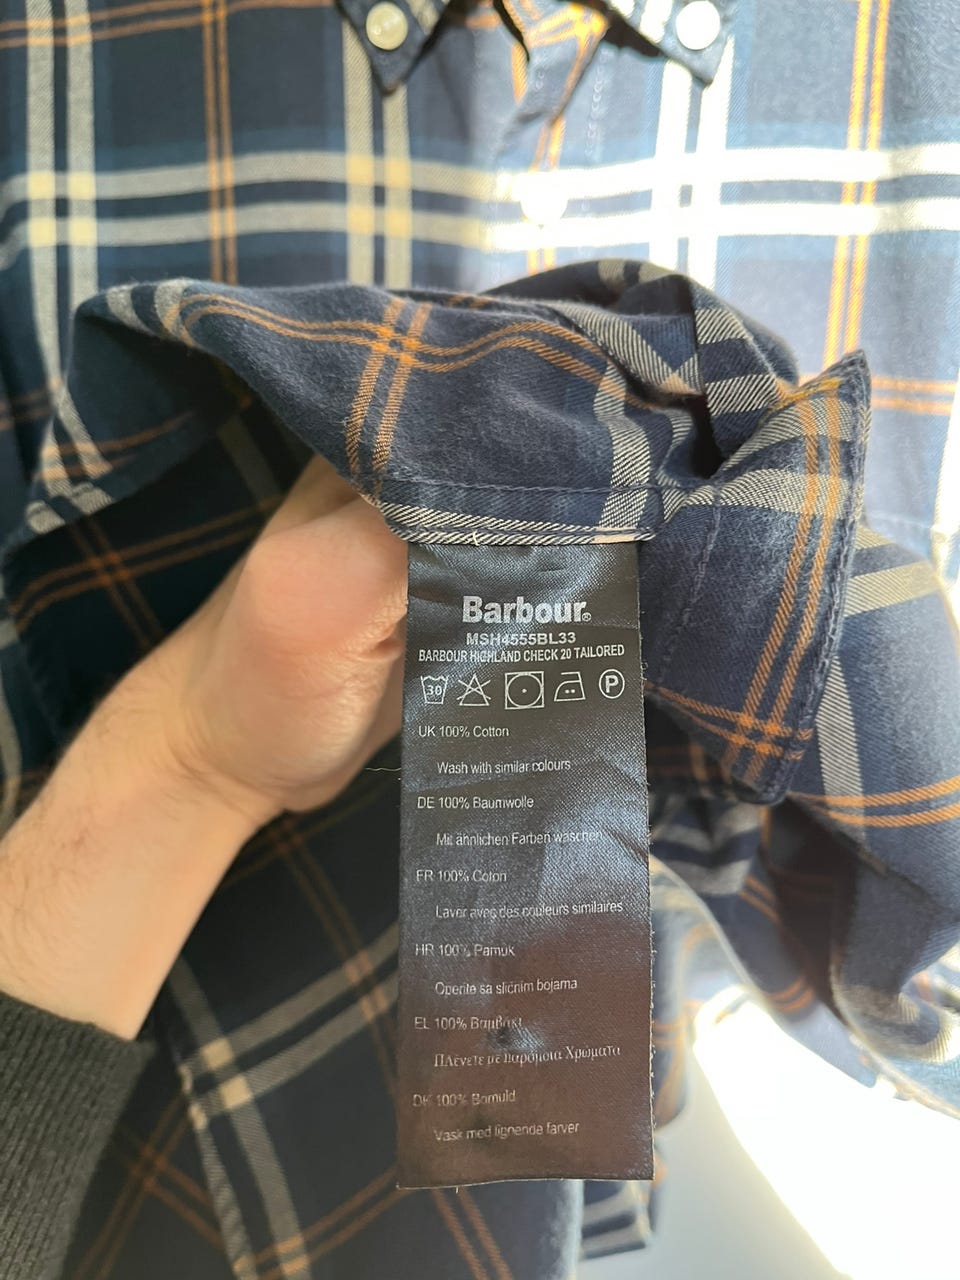 Barbour®
MSH4555BL33
BARBOUR HIGHLAND CHECK 20 TAILORED
30
P
UK 100% Cotton
Wash with similar colours
DE 100% Baumwolle
Mit ähnlichen Farben waschen
FR 100% Coton
Laver avec des couleurs similaires
HR 100% Pamuk
Operite sa sličnim bojama
EL 100% Βαμβάκι
Πλένετε με παρόμοια Χρώματα
DK 100% Bomuld
Vask med lignende farver